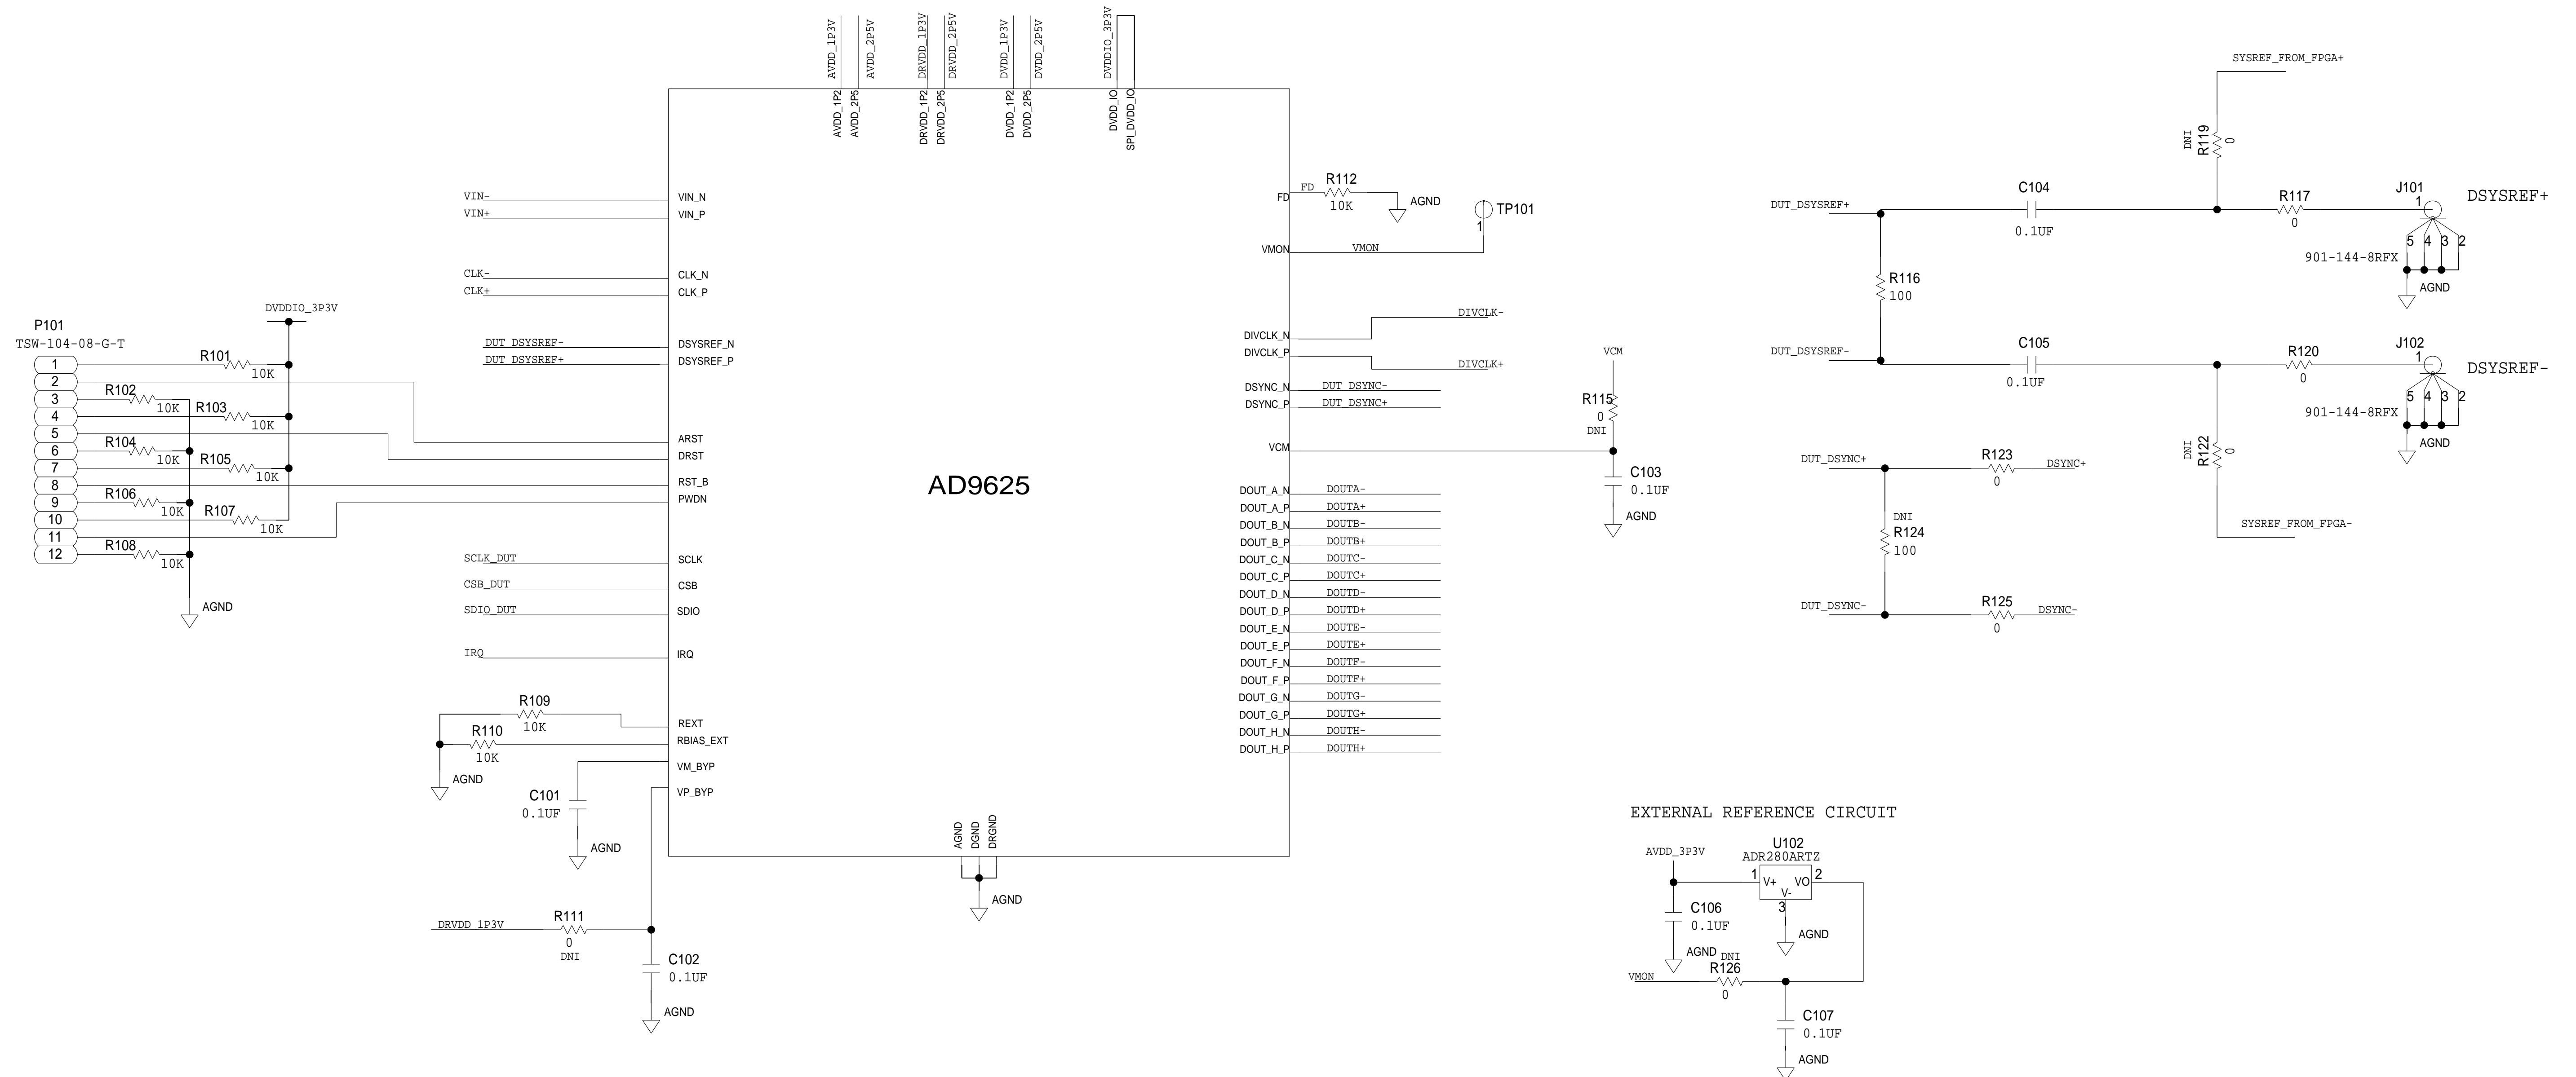 AVDD_1P3V
AVDD_2P5V
DRVDD_1P3V
DRVDD_2P5V
DVDD_1P3V
DVDD_2P5V
DVDDIO_3P3V
AVDD_1P2
AVDD_2P5
DRVDD_1P2
DRVDD_2P5
DVDD_1P2
DVDD_2P5
DVDD_IO
SPI_DVDD_IO
P101
TSW-104-08-G-T
DVDDIO_3P3V
1
2
3
4
5
6
7
8
9
10
11
12
R101
10K
R102
10K
R103
10K
R104
10K
R105
10K
R106
10K
R107
10K
R108
10K
AGND
VIN- VIN_N
VIN+ VIN_P
CLK- CLK_N
CLK+ CLK_P
DUT_DSYSREF- DSYSREF_N
DUT_DSYSREF+ DSYSREF_P
ARST
DRST
RST_B
PWDN
SCLK_DUT SCLK
CSB_DUT CSB
SDIO_DUT SDIO
IRQ IRQ
R109
10K
REXT
R110
10K
RBIAS_EXT
AGND
VM_BYP
C101
0.1UF
AGND
VP_BYP
DRVDD_1P3V
R111
0
DNI
C102
0.1UF
AGND
AD9625
AGND
DGND
DRGND
AGND
FD FD
R112
10K
AGND
TP101
1
VMON VMON
DIVCLK_N DIVCLK-
DIVCLK_P DIVCLK+
DSYNC_N DUT_DSYNC-
DSYNC_P DUT_DSYNC+
VCM
VCM
R115
0
DNI
C103
0.1UF
AGND
DOUT_A_N DOUTA-
DOUT_A_P DOUTA+
DOUT_B_N DOUTB-
DOUT_B_P DOUTB+
DOUT_C_N DOUTC-
DOUT_C_P DOUTC+
DOUT_D_N DOUTD-
DOUT_D_P DOUTD+
DOUT_E_N DOUTE-
DOUT_E_P DOUTE+
DOUT_F_N DOUTF-
DOUT_F_P DOUTF+
DOUT_G_N DOUTG-
DOUT_G_P DOUTG+
DOUT_H_N DOUTH-
DOUT_H_P DOUTH+
SYSREF_FROM_FPGA+
DNI
R119
0
DUT_DSYSREF+
C104
0.1UF
R117
0
J101
1
DSYSREF+
5 4 3 2
901-144-8RFX
AGND
R116
100
DUT_DSYSREF-
C105
0.1UF
R120
0
J102
1
DSYSREF-
5 4 3 2
901-144-8RFX
AGND
DNI
R122
0
SYSREF_FROM_FPGA-
DUT_DSYNC+
R123
0
DSYNC+
DNI
R124
100
DUT_DSYNC-
R125
0
DSYNC-
EXTERNAL REFERENCE CIRCUIT
U102
ADR280ARTZ
AVDD_3P3V
1 V+ VO 2
V-
3
AGND
C106
0.1UF
AGND
DNI
R126
0
VMON
C107
0.1UF
AGND